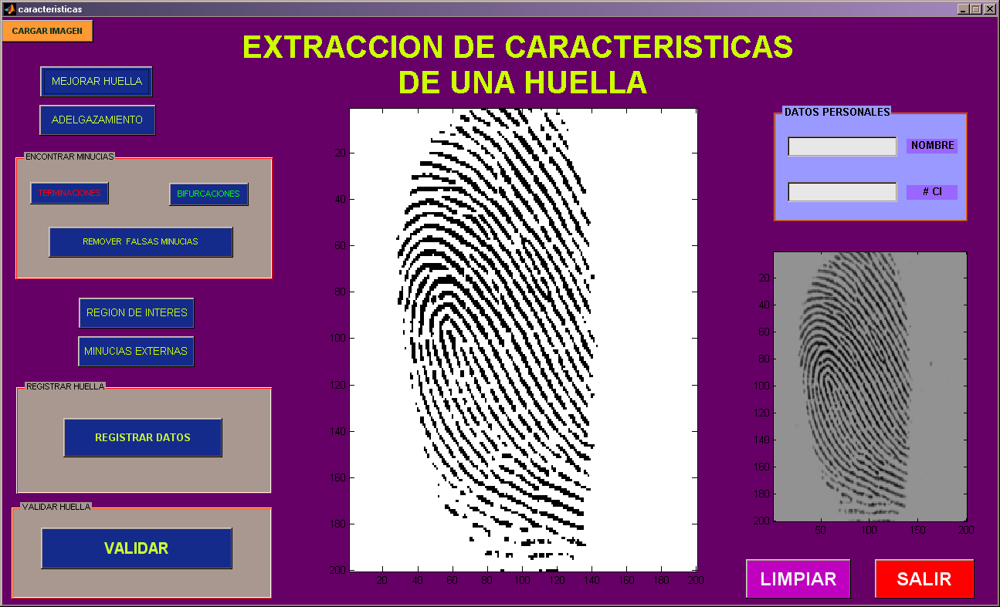 caracteristicas
CARGAR IMAGEN
EXTRACCION DE CARACTERISTICAS
DE UNA HUELLA
MEJORAR HUELLA
ADELGAZAMIENTO
ENCONTRAR MINUCIAS
TERMINACIONES
BIFURCACIONES
REMOVER FALSAS MINUCIAS
REGION DE INTERES
MINUCIAS EXTERNAS
REGISTRAR HUELLA
REGISTRAR DATOS
VALIDAR HUELLA
VALIDAR
20
40
60
80
100
120
140
160
180
200
20 40 60 80 100 120 140 160 180 200
DATOS PERSONALES
NOMBRE
# CI
20
40
60
80
100
120
140
160
180
200
50 100 150 200
LIMPIAR
SALIR